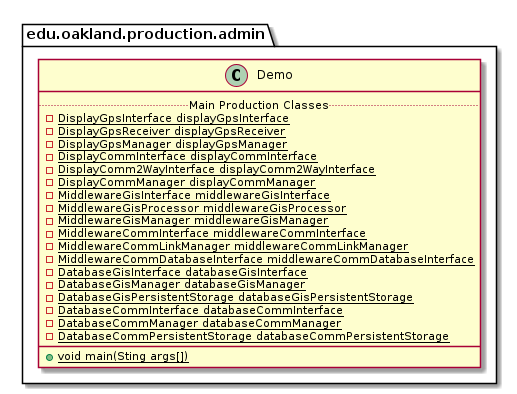 edu.oakland.production.admin
C Demo
Main Production Classes
DisplayGpsInterface displayGpsInterface
DisplayGpsReceiver displayGpsReceiver
DisplayGpsManager displayGpsManager
DisplayCommInterface displayCommInterface
DisplayComm2WayInterface displayComm2WayInterface
DisplayCommManager displayCommManager
MiddlewareGisInterface middlewareGisInterface
MiddlewareGisProcessor middlewareGisProcessor
MiddlewareGisManager middlewareGisManager
MiddlewareCommInterface middlewareCommInterface
MiddlewareCommLinkManager middlewareCommLinkManager
MiddlewareCommDatabaseInterface middlewareCommDatabaseInterface
DatabaseGisInterface databaseGisInterface
DatabaseGisManager databaseGisManager
DatabaseGisPersistentStorage databaseGisPersistentStorage
DatabaseCommInterface databaseCommInterface
DatabaseCommManager databaseCommManager
DatabaseCommPersistentStorage databaseCommPersistentStorage
void main(Sting args[])